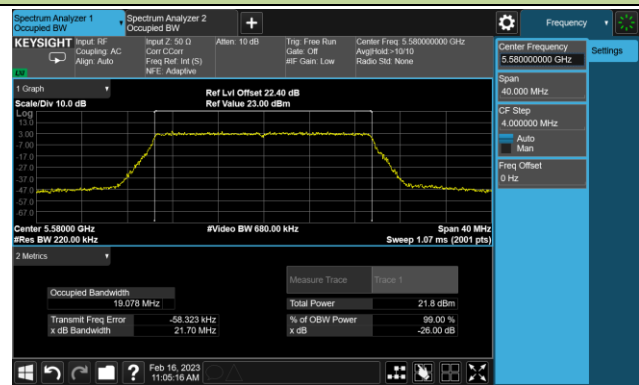 Spectrum Analyzer 1
Occupied BW
Spectrum Analyzer 2
Occupied BW
+
Frequency
KEYSIGHT
Input: RF
Coupling: AC
Align: Auto
Input Z: 50 Ω
Corr CCorr
Freq Ref: Int (S)
NFE: Adaptive
Atten: 10 dB
Trig: Free Run
Gate: Off
#IF Gain: Low
Center Freq: 5.580000000 GHz
Avg|Hold:>10/10
Radio Std: None
Center Frequency
5.580000000 GHz
Settings
Span
40.000 MHz
CF Step
4.000000 MHz
Auto
Man
Freq Offset
0 Hz
1 Graph
Scale/Div 10.0 dB
Ref Lvl Offset 22.40 dB
Ref Value 23.00 dBm
Log
13.0
3.00
-7.00
-17.0
-27.0
-37.0
-47.0
-57.0
-67.0
Center 5.58000 GHz
#Video BW 680.00 kHz
Span 40 MHz
#Res BW 220.00 kHz
Sweep 1.07 ms (2001 pts)
2 Metrics
Measure Trace
Trace 1
Occupied Bandwidth
19.078 MHz
Total Power
21.8 dBm
Transmit Freq Error
-58.323 kHz
% of OBW Power
99.00 %
x dB Bandwidth
21.70 MHz
x dB
-26.00 dB
?
Feb 16, 2023
11:05:16 AM